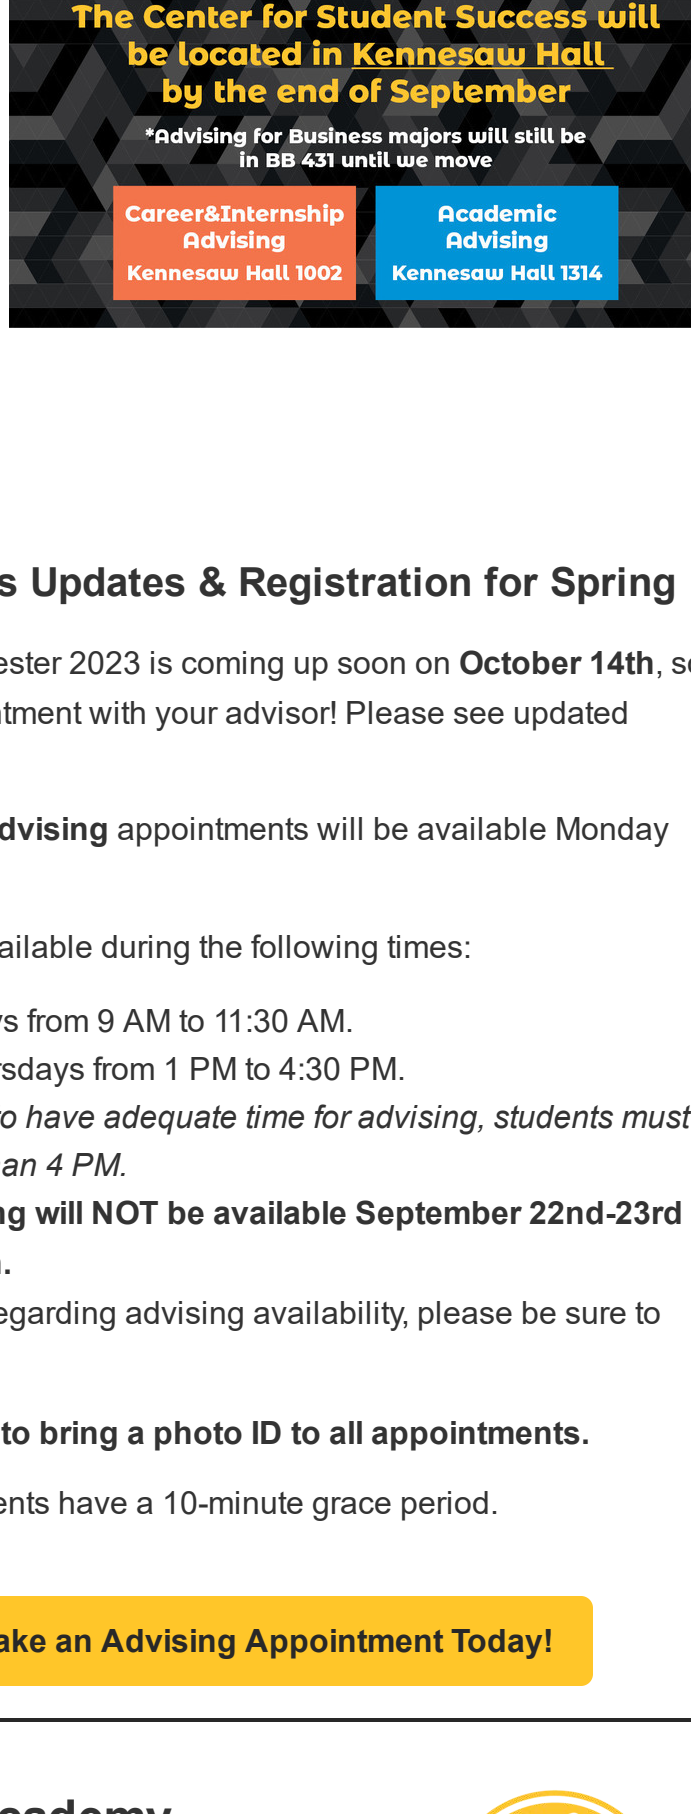 The Center for Student Success will
be located in Kennesaw Hall
by the end of September
*Advising for Business majors will still be
in BB 431 until we move
Career&Internship
Advising
Kennesaw Hall 1002
Academic
Advising
Kennesaw Hall 1314
s Updates & Registration for Spring
ester 2023 is coming up soon on October 14th, so
ntment with your advisor! Please see updated
dvising appointments will be available Monday
ailable during the following times:
ys from 9 AM to 11:30 AM.
rsdays from 1 PM to 4:30 PM.
to have adequate time for advising, students must
an 4 PM.
ng will NOT be available September 22nd-23rd
.
egarding advising availability, please be sure to
to bring a photo ID to all appointments.
ents have a 10-minute grace period.
ake an Advising Appointment Today!
cademy